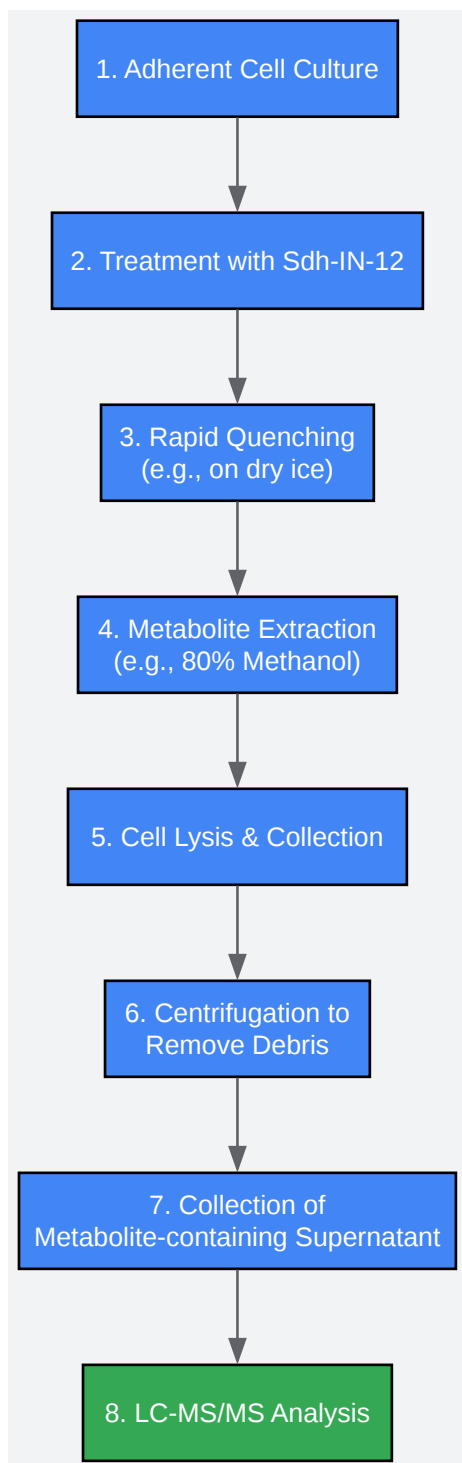 1. Adherent Cell Culture
2. Treatment with Sdh-IN-12
3. Rapid Quenching
(e.g., on dry ice)
4. Metabolite Extraction
(e.g., 80% Methanol)
5. Cell Lysis & Collection
6. Centrifugation to
Remove Debris
7. Collection of
Metabolite-containing Supernatant
8. LC-MS/MS Analysis